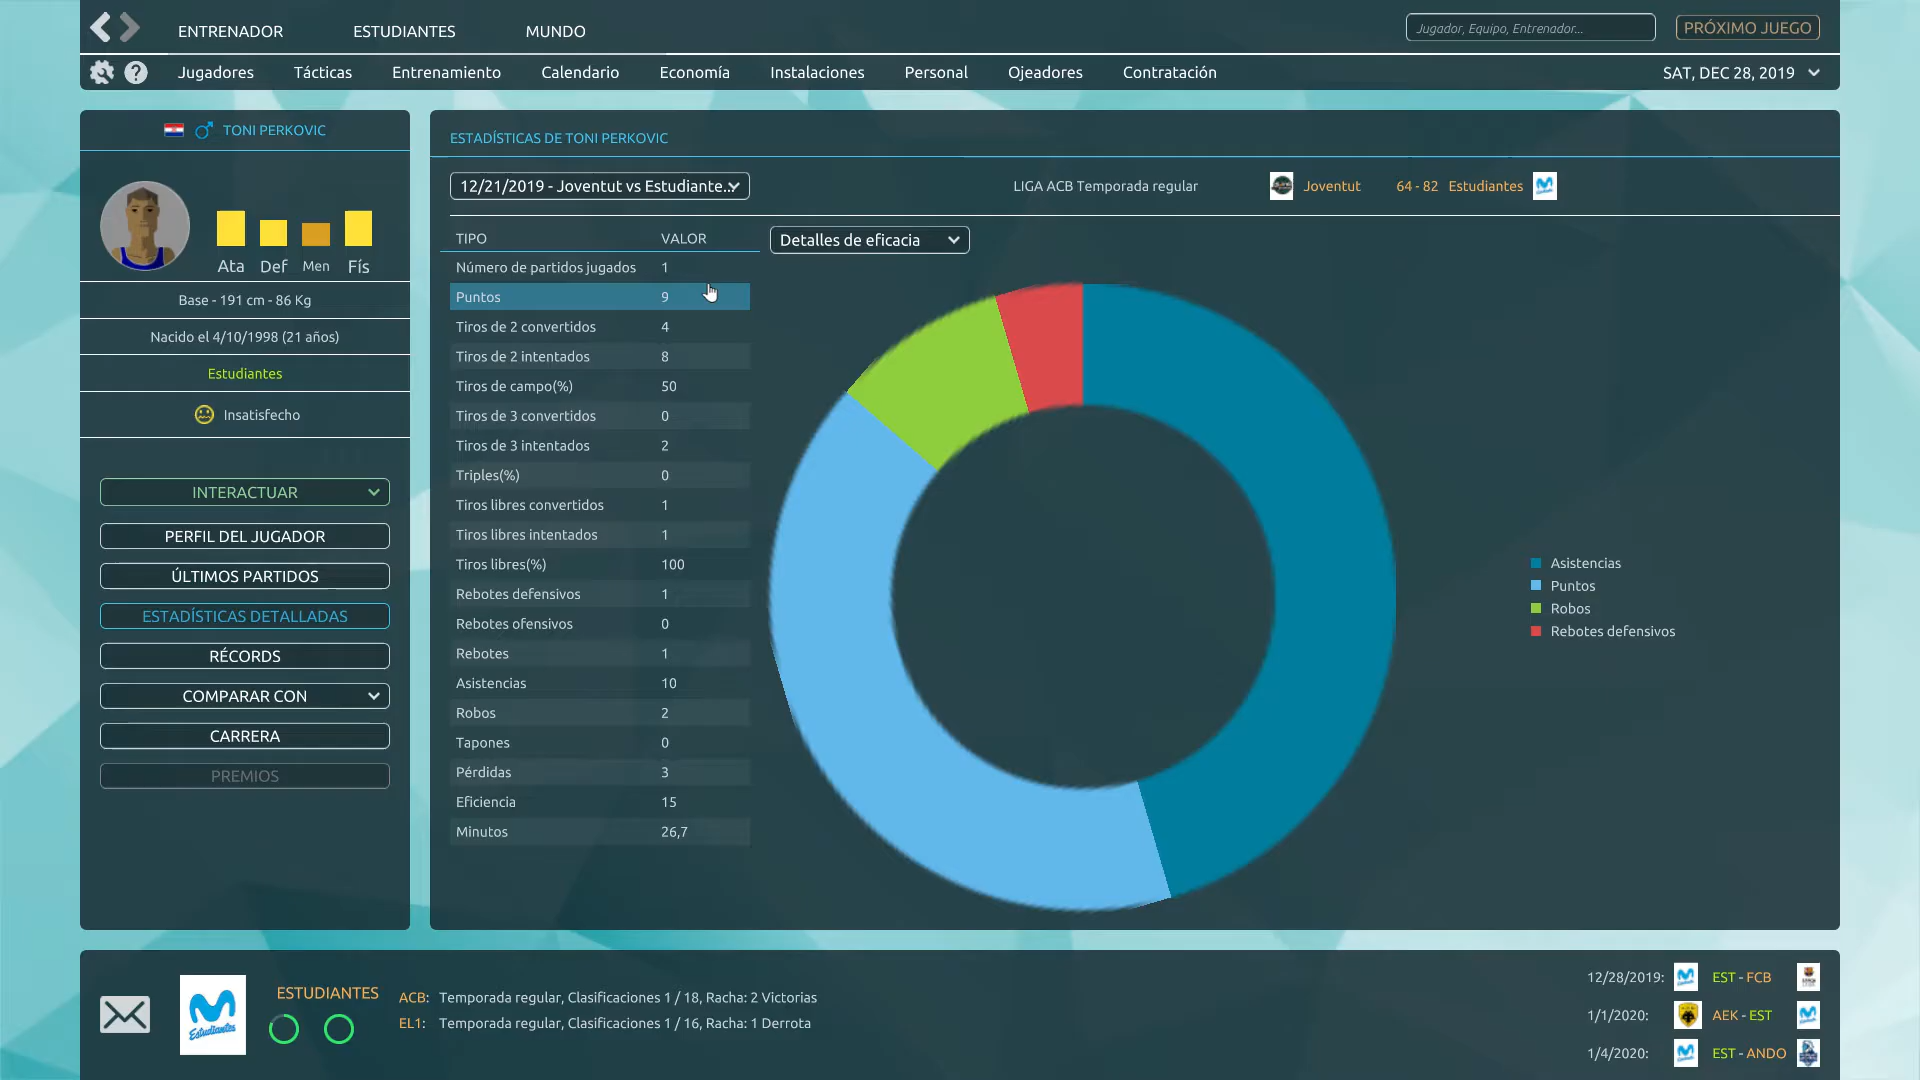 ENTRENADOR ESTUDIANTES MUNDO
Jugador, Equipo, Entrenador...
PRÓXIMO JUEGO
Jugadores Tácticas Entrenamiento Calendario Economía Instalaciones Personal Ojeadores Contratación
SAT, DEC 28, 2019
TONI PERKOVIC
Ata Def Men Fís
Base - 191 cm - 86 Kg
Nacido el 4/10/1998 (21 años)
Estudiantes
Insatisfecho
INTERACTUAR
PERFIL DEL JUGADOR
ÚLTIMOS PARTIDOS
ESTADÍSTICAS DETALLADAS
RÉCORDS
COMPARAR CON
CARRERA
PREMIOS
ESTADÍSTICAS DE TONI PERKOVIC
12/21/2019 - Joventut vs Estudiante...
LIGA ACB Temporada regular
Joventut 64 - 82 Estudiantes
TIPO VALOR
Detalles de eficacia
Número de partidos jugados 1
Puntos 9
Tiros de 2 convertidos 4
Tiros de 2 intentados 8
Tiros de campo(%) 50
Tiros de 3 convertidos 0
Tiros de 3 intentados 2
Triples(%) 0
Tiros libres convertidos 1
Tiros libres intentados 1
Tiros libres(%) 100
Rebotes defensivos 1
Rebotes ofensivos 0
Rebotes 1
Asistencias 10
Robos 2
Tapones 0
Pérdidas 3
Eficiencia 15
Minutos 26,7
Asistencias
Puntos
Robos
Rebotes defensivos
Estudiantes
ESTUDIANTES
ACB: Temporada regular, Clasificaciones 1 / 18, Racha: 2 Victorias
EL1: Temporada regular, Clasificaciones 1 / 16, Racha: 1 Derrota
12/28/2019: EST - FCB
1/1/2020: AEK - EST
1/4/2020: EST - ANDO